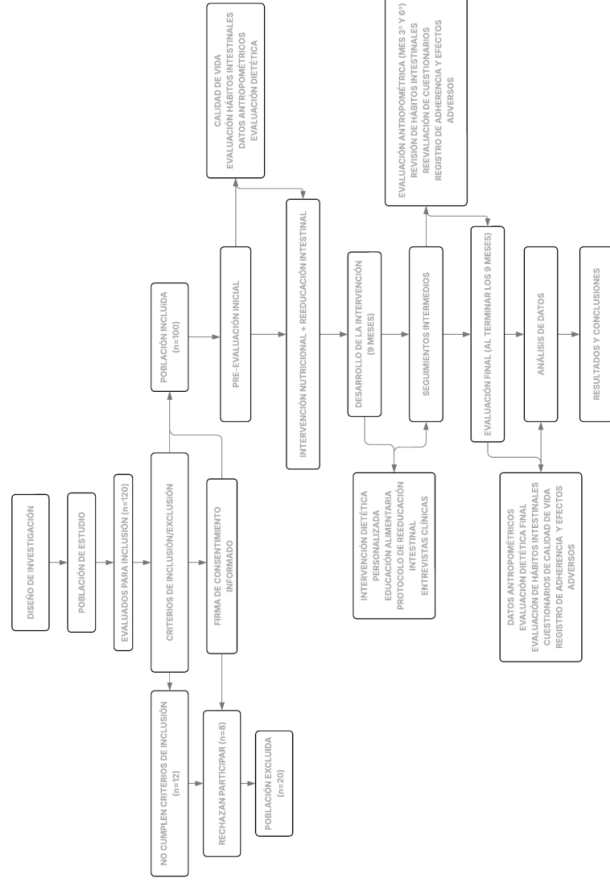 DISEÑO DE INVESTIGACIÓN
POBLACIÓN DE ESTUDIO
EVALUADOS PARA INCLUSIÓN (n=120)
CRITERIOS DE INCLUSIÓN/EXCLUSIÓN
NO CUMPLEN CRITERIOS DE INCLUSIÓN
(n=12)
FIRMA DE CONSENTIMIENTO
INFORMADO
RECHAZAN PARTICIPAR (n=8)
POBLACIÓN EXCLUIDA
(n=20)
POBLACIÓN INCLUIDA
(n=100)
PRE-EVALUACIÓN INICIAL
CALIDAD DE VIDA
EVALUACIÓN HÁBITOS INTESTINALES
DATOS ANTROPOMÉTRICOS
EVALUACIÓN DIETÉTICA
INTERVENCIÓN NUTRICIONAL + REEDUCACIÓN INTESTINAL
DESARROLLO DE LA INTERVENCIÓN
(9 MESES)
INTERVENCIÓN DIETÉTICA
PERSONALIZADA
EDUCACIÓN ALIMENTARIA
PROTOCOLO DE REEDUCACIÓN
INTESTINAL
ENTREVISTAS CLÍNICAS
SEGUIMIENTOS INTERMEDIOS
EVALUACIÓN ANTROPOMÉTRICA (MES 3º Y 6º)
REVISIÓN DE HÁBITOS INTESTINALES
REEVALIACIÓN DE CUESTIONARIOS
REGISTRO DE ADHERENCIA Y EFECTOS
ADVERSOS
EVALUACIÓN FINAL (AL TERMINAR LOS 9 MESES)
DATOS ANTROPOMÉTRICOS
EVALUACIÓN DIETÉTICA FINAL
EVALUACIÓN DE HÁBITOS INTESTINALES
CUESTIONARIOS DE CALIDAD DE VIDA
REGISTRO DE ADHERENCIA Y EFECTOS
ADVERSOS
ANÁLISIS DE DATOS
RESULTADOS Y CONCLUSIONES